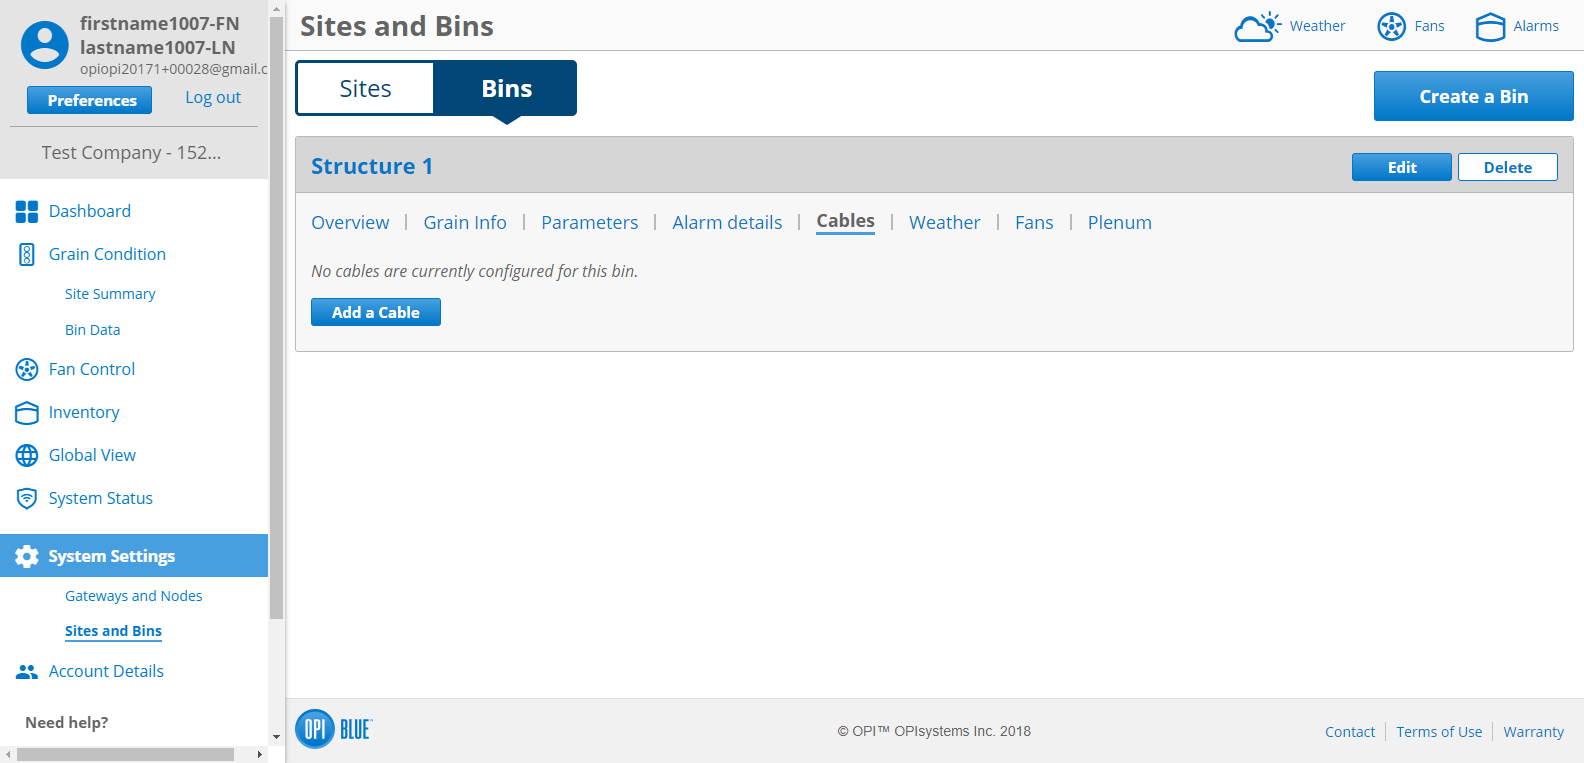 firstname1007-FN
lastname1007-LN
opiopi20171+00028@gmail.c
Preferences
Log out
Test Company - 152...
Dashboard
Grain Condition
Site Summary
Bin Data
Fan Control
Inventory
Global View
System Status
System Settings
Gateways and Nodes
Sites and Bins
Account Details
Need help?
Sites and Bins
Weather
Fans
Alarms
Sites
Bins
Create a Bin
Structure 1
Edit
Delete
Overview | Grain Info | Parameters | Alarm details | Cables | Weather | Fans | Plenum
No cables are currently configured for this bin.
Add a Cable
OPI BLUE™
© OPI™ OPIsystems Inc. 2018
Contact
Terms of Use
Warranty